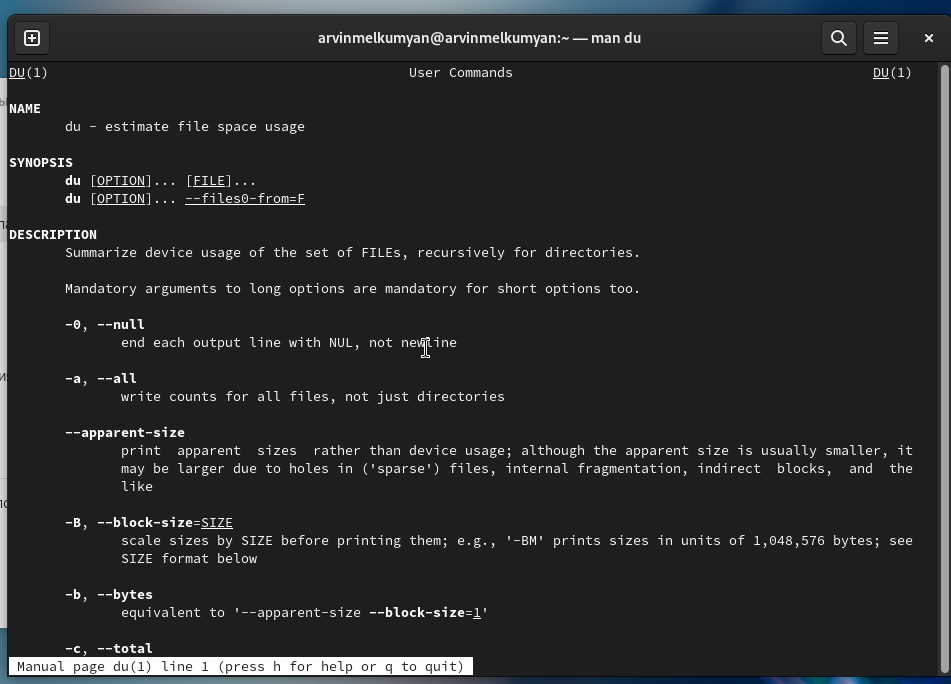 arvinmelkumyan@arvinmelkumyan:~ — man du
DU(1) User Commands DU(1)
NAME
du - estimate file space usage
SYNOPSIS
du [OPTION]... [FILE]...
du [OPTION]... --files0-from=F
DESCRIPTION
Summarize device usage of the set of FILEs, recursively for directories.
Mandatory arguments to long options are mandatory for short options too.
-0, --null
end each output line with NUL, not newline
-a, --all
write counts for all files, not just directories
--apparent-size
print apparent sizes rather than device usage; although the apparent size is usually smaller, it
may be larger due to holes in ('sparse') files, internal fragmentation, indirect blocks, and the
like
-B, --block-size=SIZE
scale sizes by SIZE before printing them; e.g., '-BM' prints sizes in units of 1,048,576 bytes; see
SIZE format below
-b, --bytes
equivalent to '--apparent-size --block-size=1'
-c, --total
Manual page du(1) line 1 (press h for help or q to quit)